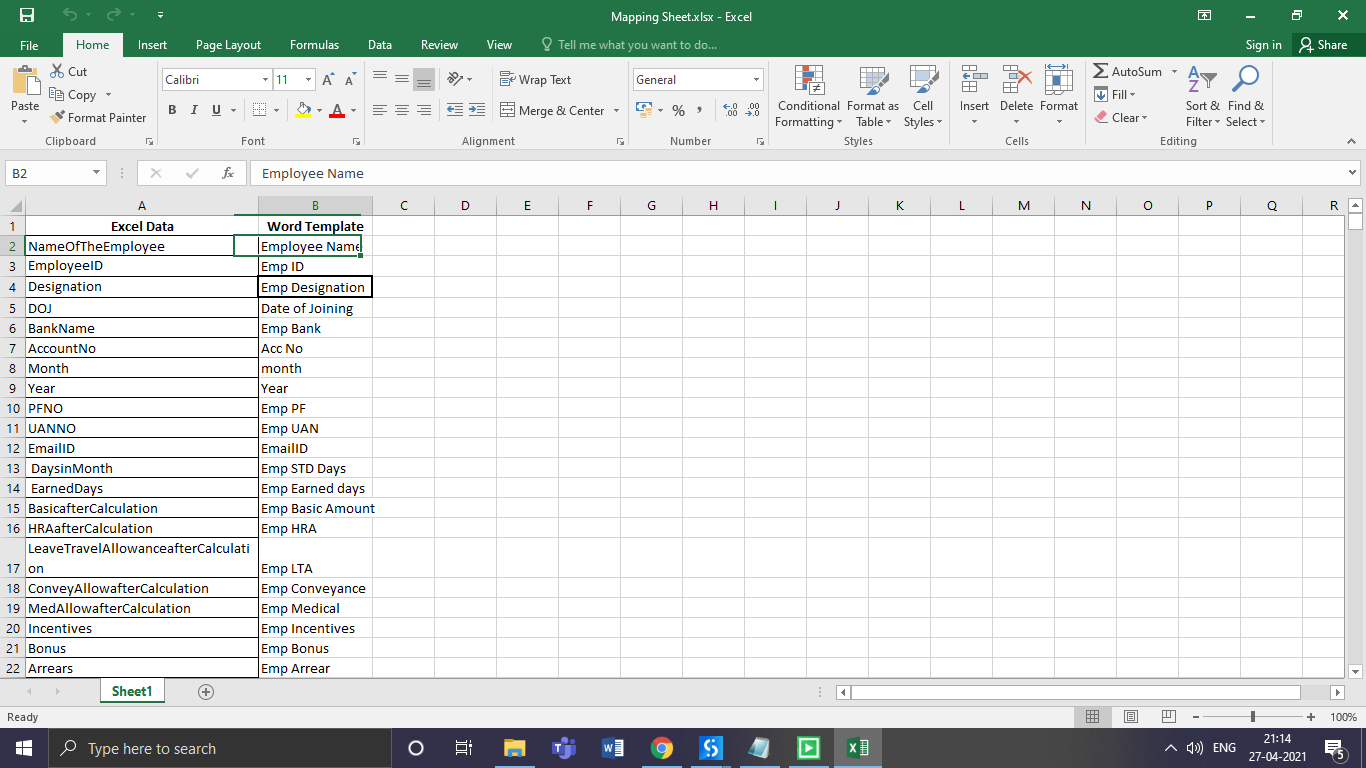 Mapping Sheet.xlsx - Excel
File Home Insert Page Layout Formulas Data Review View Tell me what you want to do... Sign in Share
Cut
Copy
Format Painter
Paste
Clipboard
Calibri 11
B I U
Font
Wrap Text
Merge & Center
Alignment
General
% ,
Number
Conditional Formatting
Format as Table
Cell Styles
Styles
Insert Delete Format
Cells
AutoSum
Fill
Clear
Sort & Filter
Find & Select
Editing
B2 fx Employee Name
A B C D E F G H I J K L M N O P Q R
1 Excel Data Word Template
2 NameOfTheEmployee Employee Name
3 EmployeeID Emp ID
4 Designation Emp Designation
5 DOJ Date of Joining
6 BankName Emp Bank
7 AccountNo Acc No
8 Month month
9 Year Year
10 PFNO Emp PF
11 UANNO Emp UAN
12 EmailID EmailID
13 DaysinMonth Emp STD Days
14 EarnedDays Emp Earned days
15 BasicafterCalculation Emp Basic Amount
16 HRAafterCalculation Emp HRA
LeaveTravelAllowanceafterCalculati
17 on Emp LTA
18 ConveyAllowafterCalculation Emp Conveyance
19 MedAllowafterCalculation Emp Medical
20 Incentives Emp Incentives
21 Bonus Emp Bonus
22 Arrears Emp Arrear
Sheet1
Ready 100%
Type here to search
ENG
21:14
27-04-2021
5